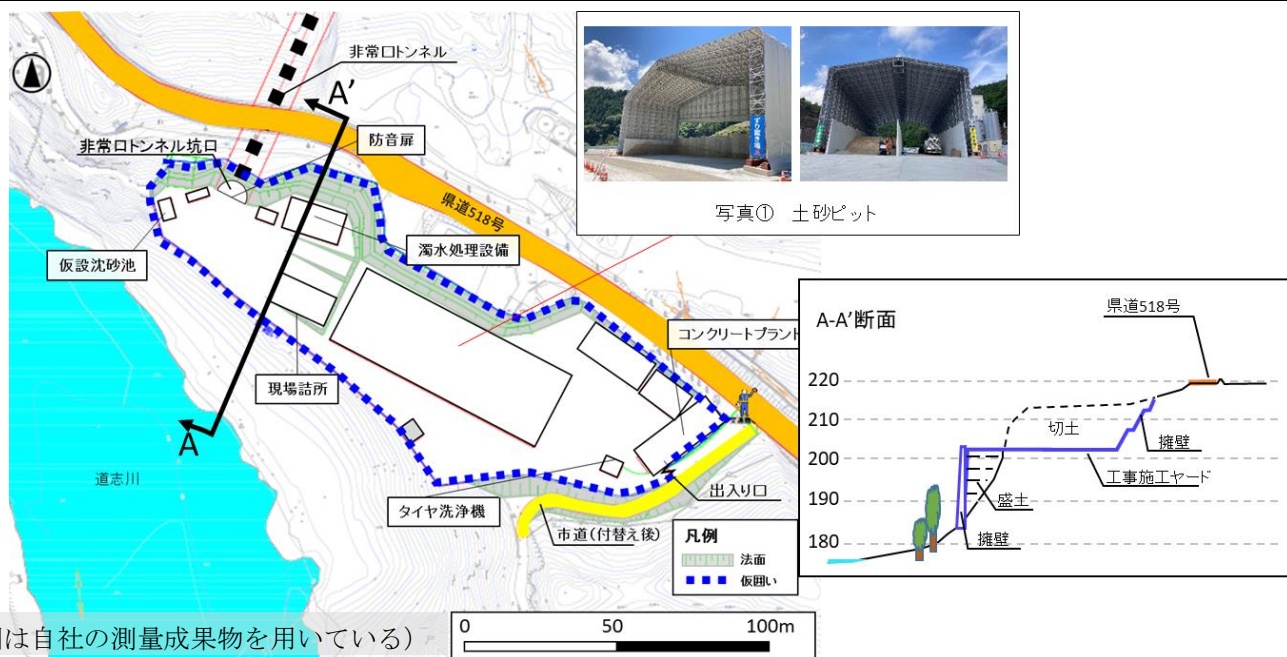 非常口トンネル
A'
防音扉
非常口トンネル坑口
県道518号
濁水処理設備
仮設沈砂池
コンクリートプラント
現場詰所
A
道志川
出入り口
タイヤ洗浄機
市道(付替え後)
凡例
法面
仮囲い
は自社の測量成果物を用いている)
0 50 100m
ずり置き場
写真① 土砂ピット
A-A'断面
県道518号
220
210
切土
擁壁
200
工事施工ヤード
190
盛土
擁壁
180